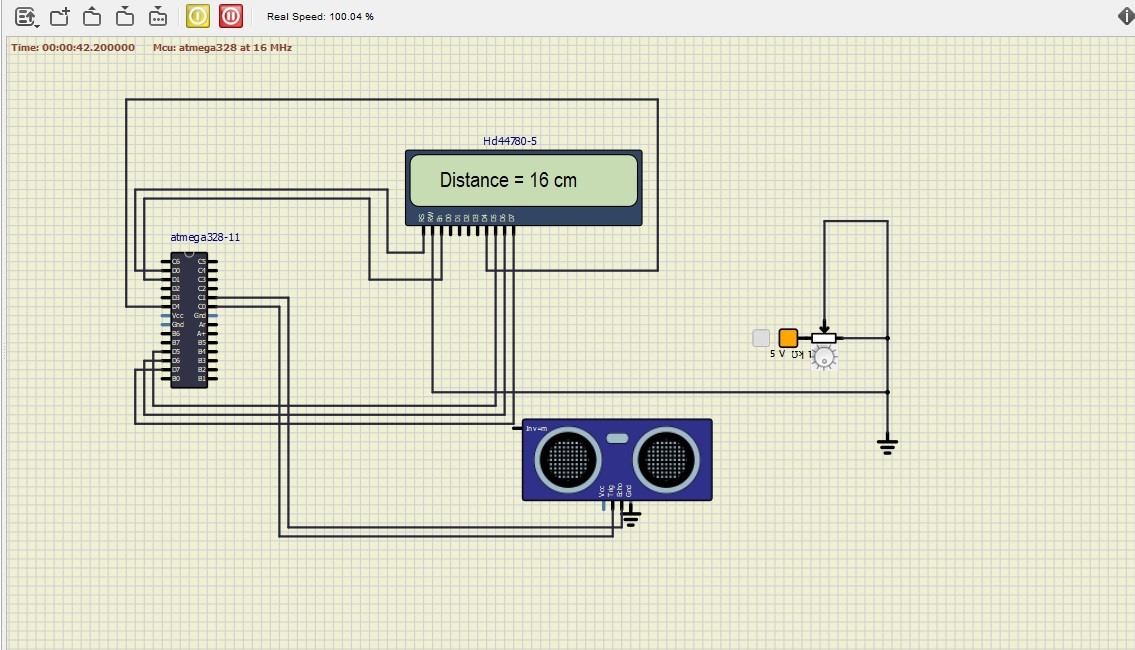 Real Speed: 100.04 %
Time: 00:00:42.200000 Mcu: atmega328 at 16 MHz
Hd44780-5
Distance = 16 cm
RS RW En D0 D1 D2 D3 D4 D5 D6 D7
atmega328-11
C6 C5
D0 C4
D1 C3
D2 C2
D3 C1
D4 C0
Vcc Gnd
Gnd Ar
B6 A+
B7 B5
D5 B4
D6 B3
D7 B2
B0 B1
5 V
In v=m
Vcc Trig Echo Gnd